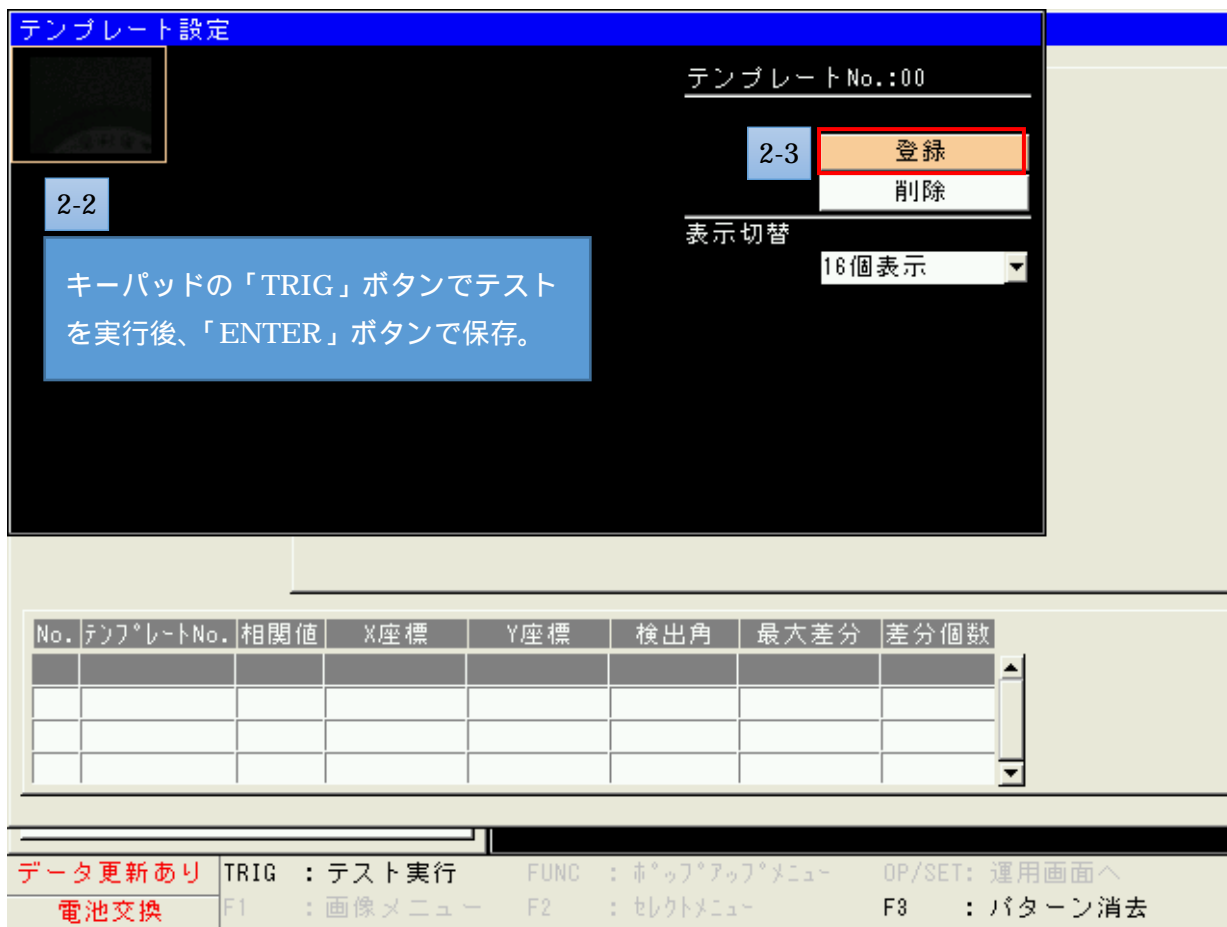 テンプレート設定
テンプレートNo.:00
2-3
登録
削除
2-2
表示切替
16個表示
キーパッドの「TRIG」ボタンでテスト
を実行後、「ENTER」ボタンで保存。
No. テンプレートNo. 相関値 X座標 Y座標 検出角 最大差分 差分個数
データ更新あり TRIG : テスト実行 FUNC : ポップアップメニュー OP/SET: 運用画面へ
電池交換 F1 : 画像メニュー F2 : セレクトメニュー F3 : パターン消去